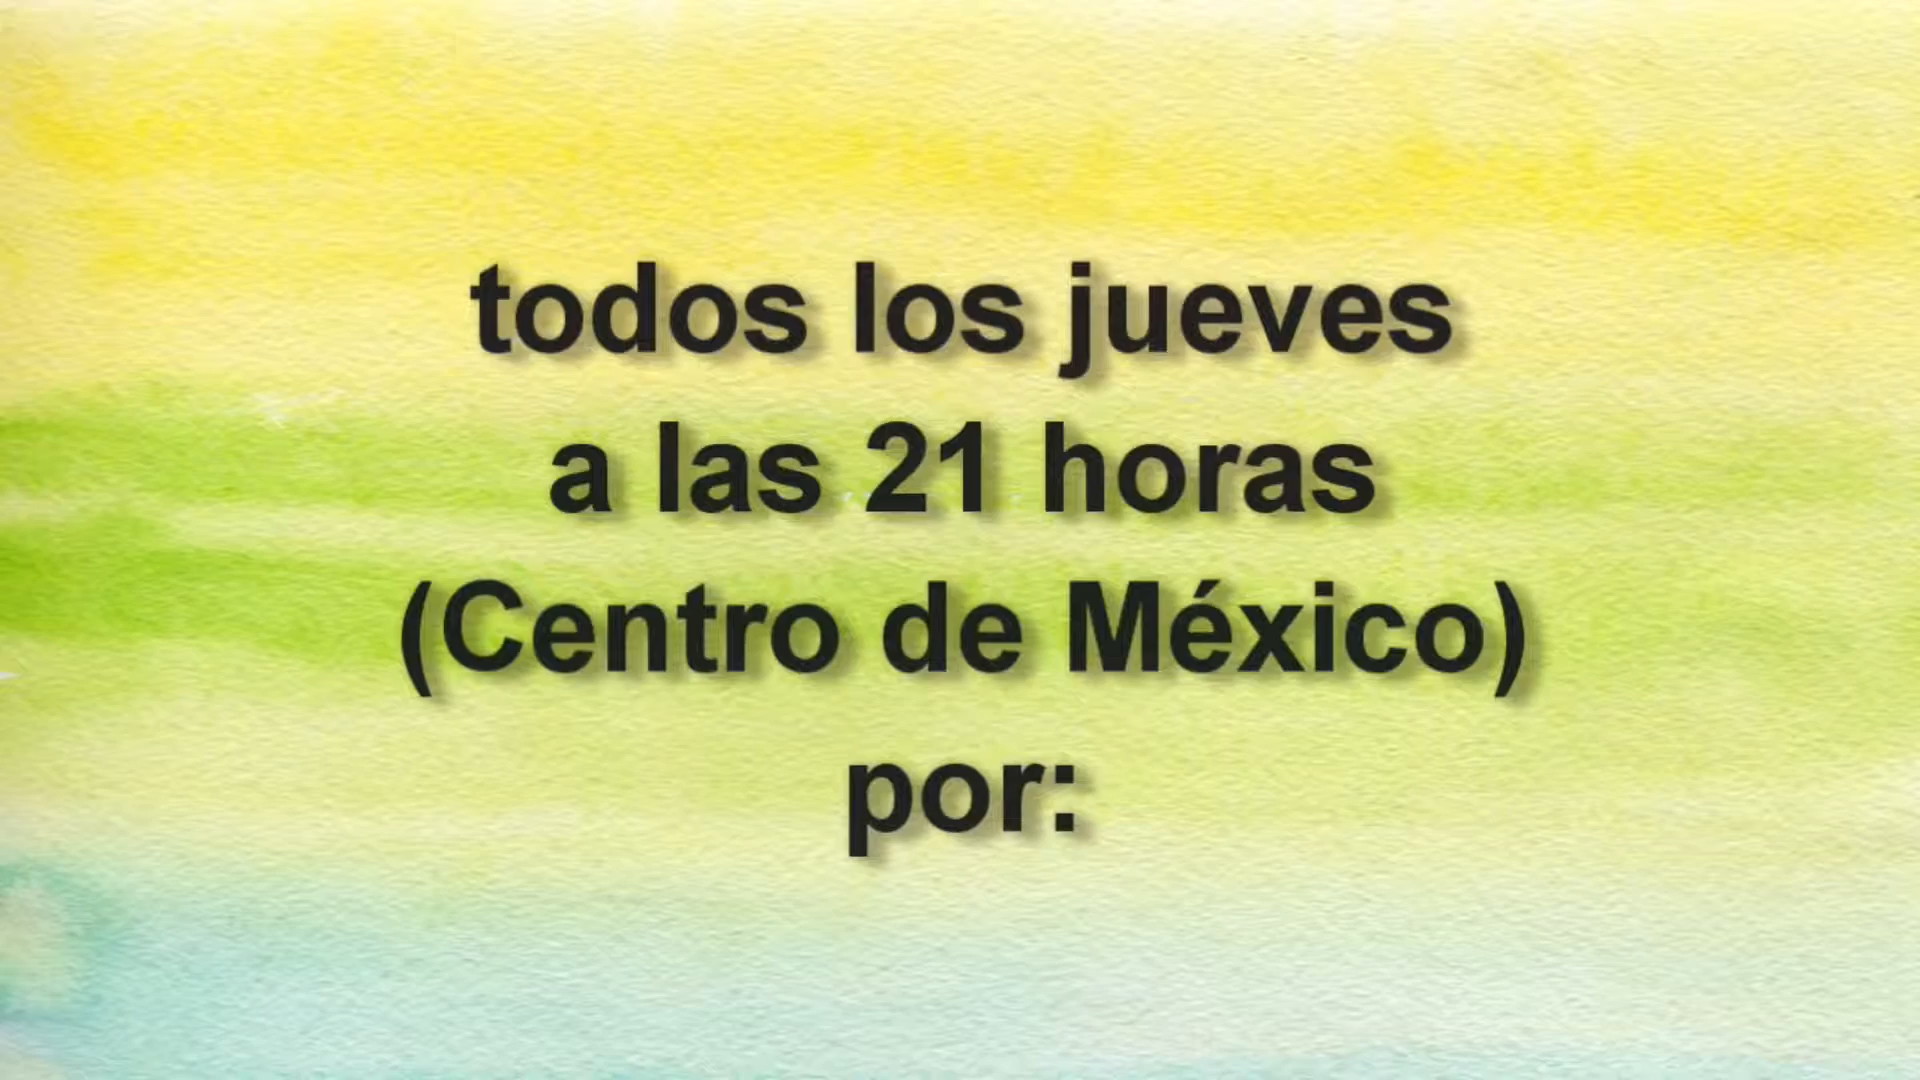 todos los jueves
a las 21 horas
(Centro de México)
por: